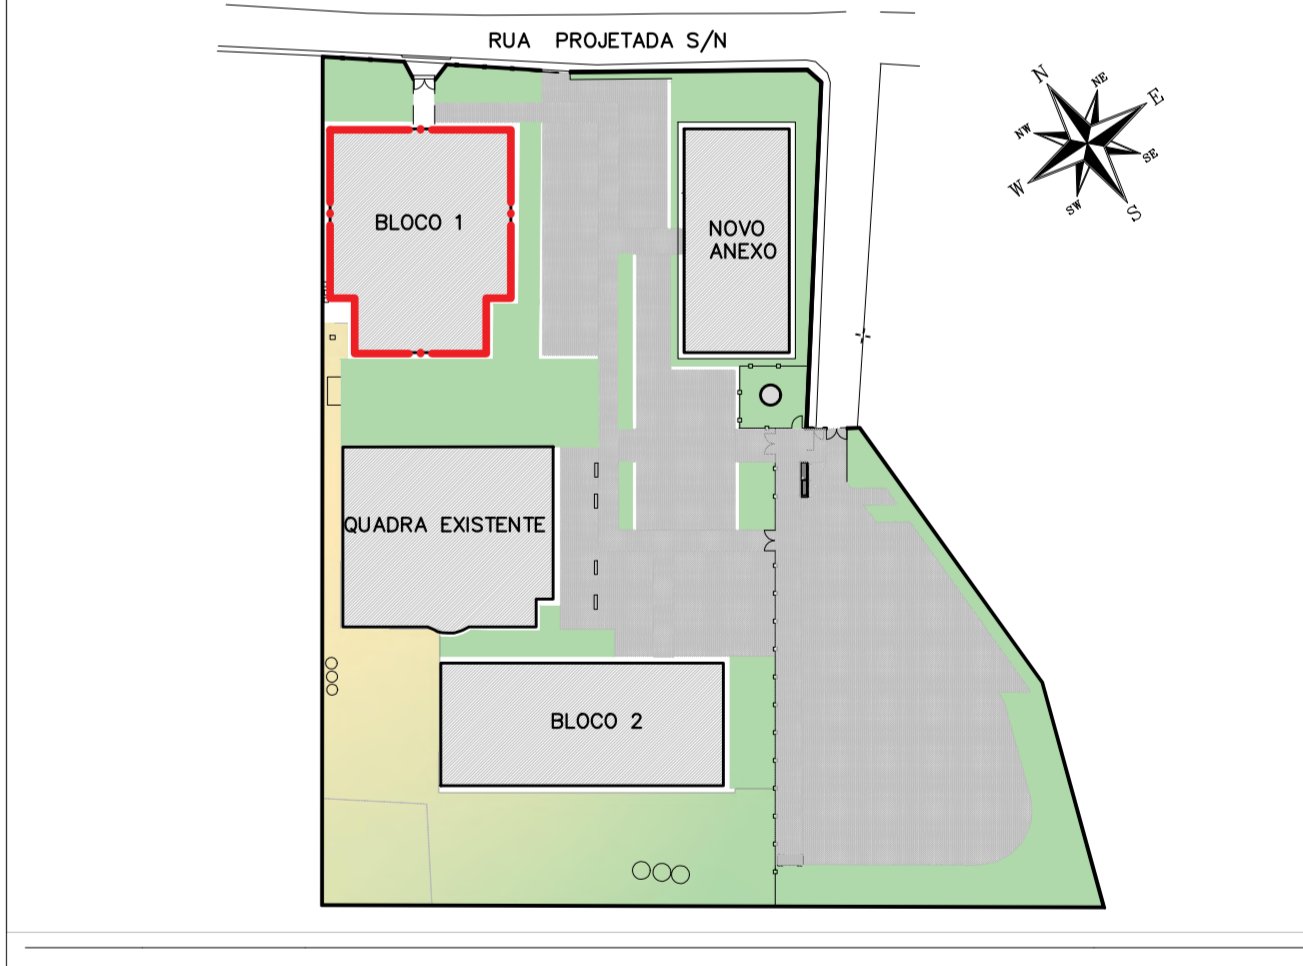 RUA PROJETADA S/N
N
NE
E
NW
SE
W
SW
S
BLOCO 1
NOVO
ANEXO
QUADRA EXISTENTE
BLOCO 2